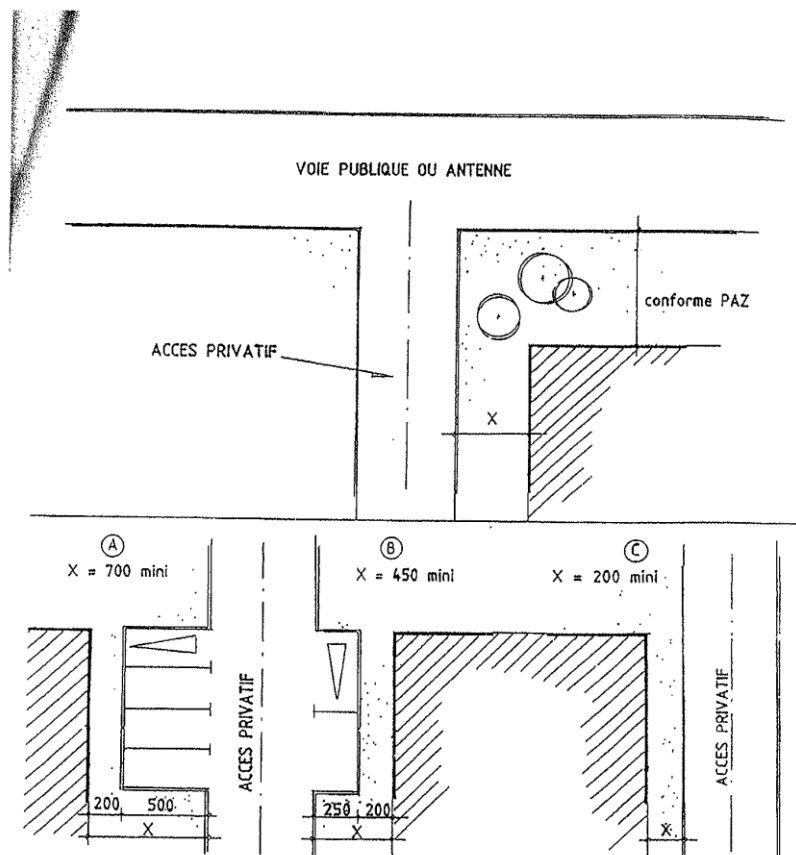 VOIE PUBLIQUE OU ANTENNE
conforme PAZ
ACCES PRIVATIF
X
A
X = 700 mini
B
X = 450 mini
C
X = 200 mini
ACCES PRIVATIF
ACCES PRIVATIF
200 500
250 200
X
X
X